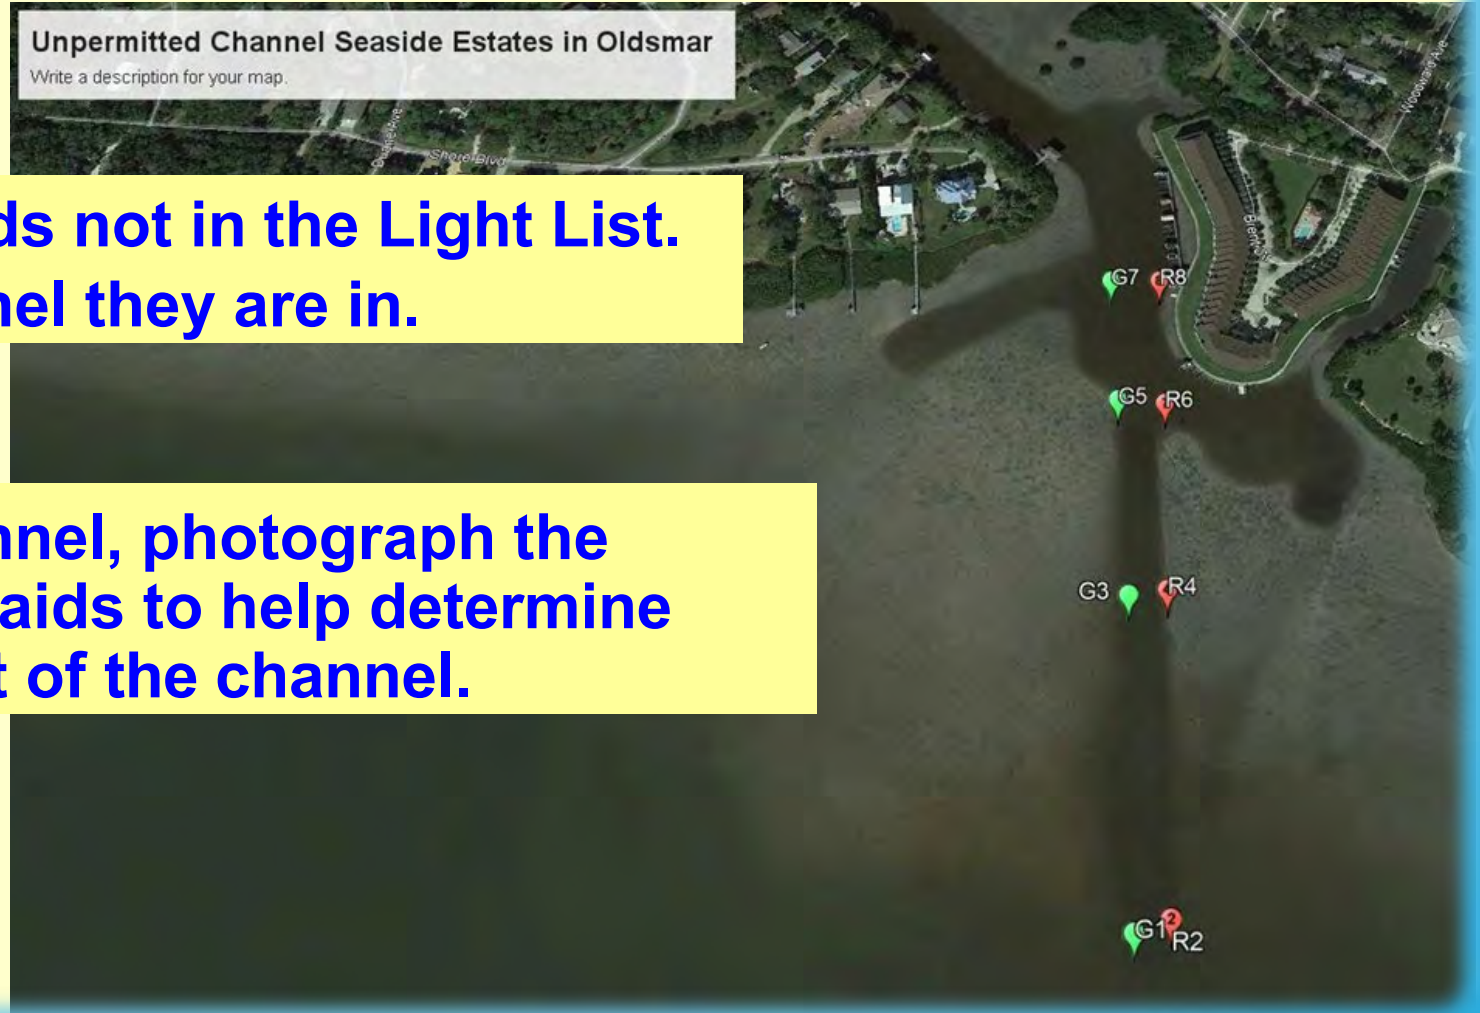 Unpermitted Channel Seaside Estates in Oldsmar
Write a description for your map.
Shore Blvd
Woodward Ave
ds not in the Light List.
nel they are in.
G7 R8
G5 R6
nnel, photograph the
aids to help determine
t of the channel.
G3 R4
G1 2
R2